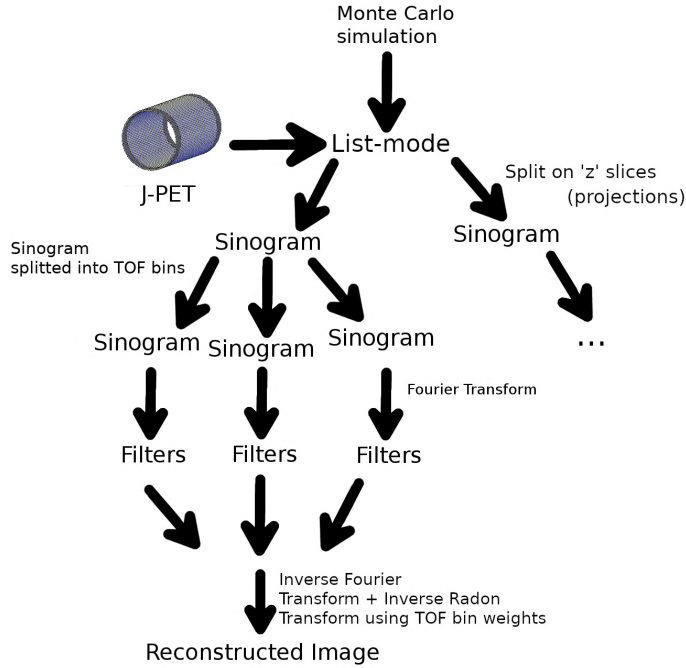 Monte Carlo
simulation
List-mode
J-PET
Split on 'z' slices
(projections)
Sinogram
Sinogram
Sinogram
splitted into TOF bins
Sinogram
Sinogram
Sinogram
...
Fourier Transform
Filters
Filters
Filters
Inverse Fourier
Transform + Inverse Radon
Transform using TOF bin weights
Reconstructed Image